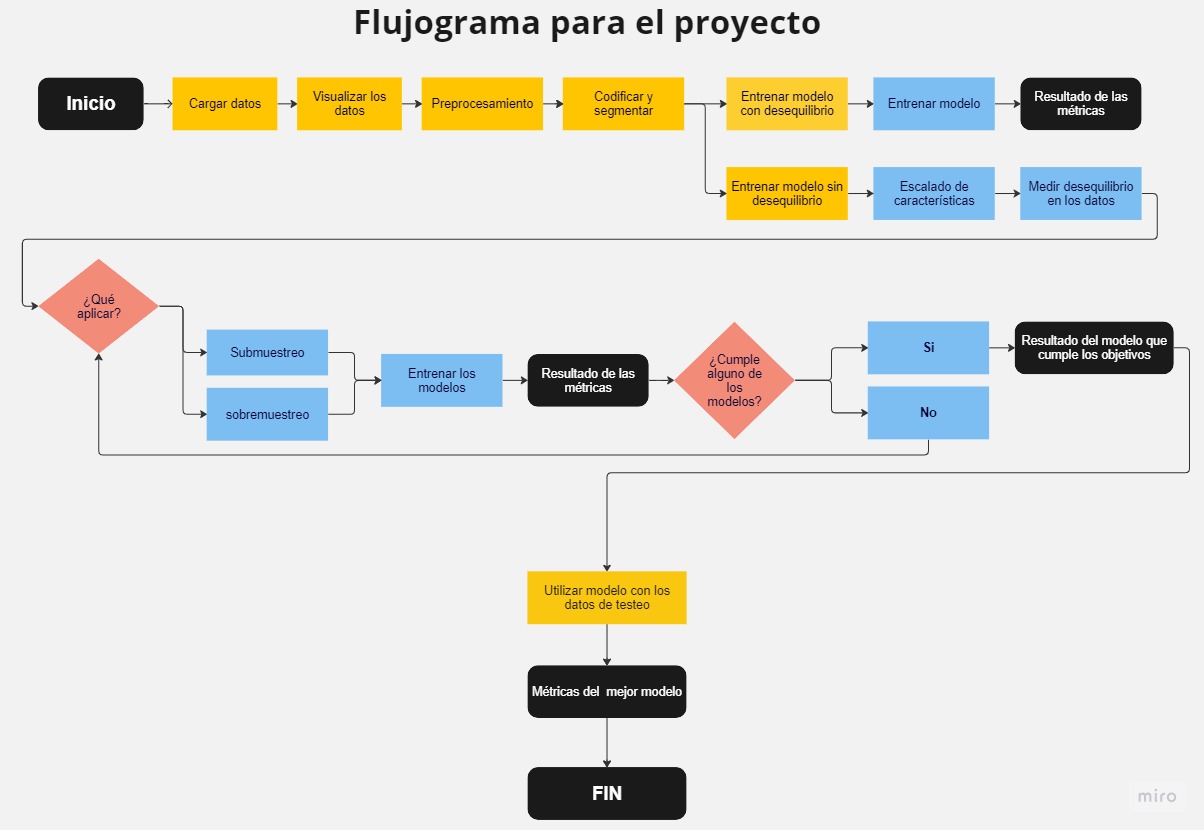 Flujograma para el proyecto
Inicio
Cargar datos
Visualizar los
datos
Preprocesamiento
Codificar y
segmentar
Entrenar modelo
con desequilibrio
Entrenar modelo
Resultado de las
métricas
Entrenar modelo sin
desequilibrio
Escalado de
características
Medir desequilibrio
en los datos
¿Qué
aplicar?
Submuestreo
sobremuestreo
Entrenar los
modelos
Resultado de las
métricas
¿Cumple
alguno de
los
modelos?
Si
No
Resultado del modelo que
cumple los objetivos
Utilizar modelo con los
datos de testeo
Métricas del mejor modelo
FIN
miro